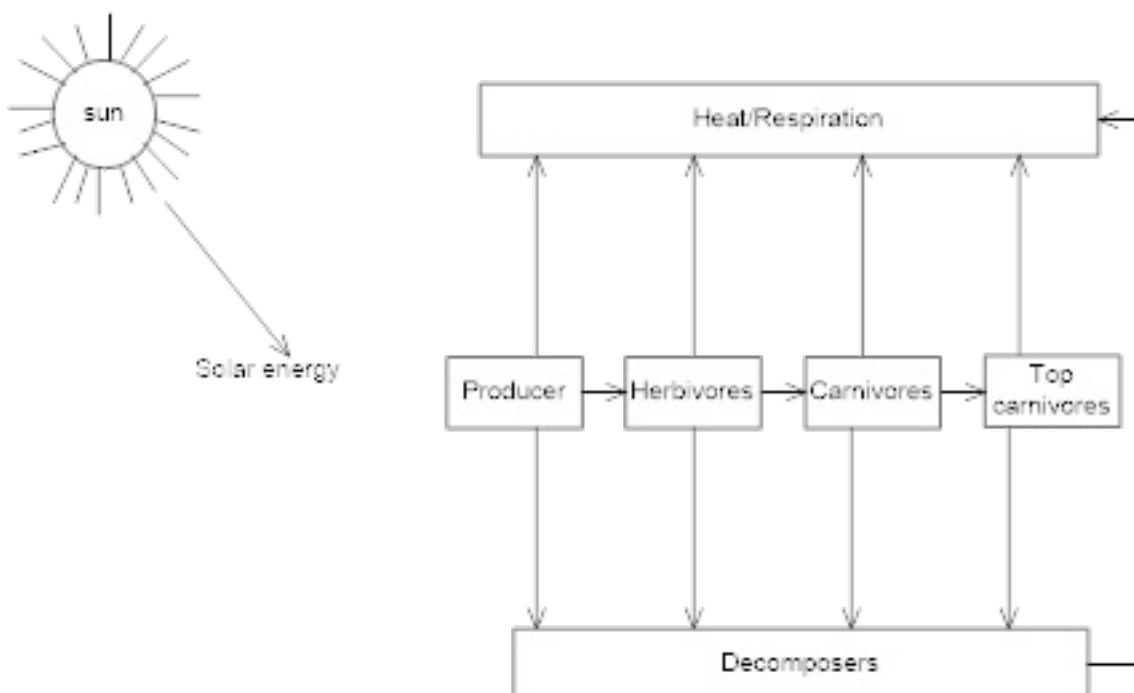 sun
Heat/Respiration
Solar energy
Producer
Herbivores
Carnivores
Top
carnivores
Decomposers